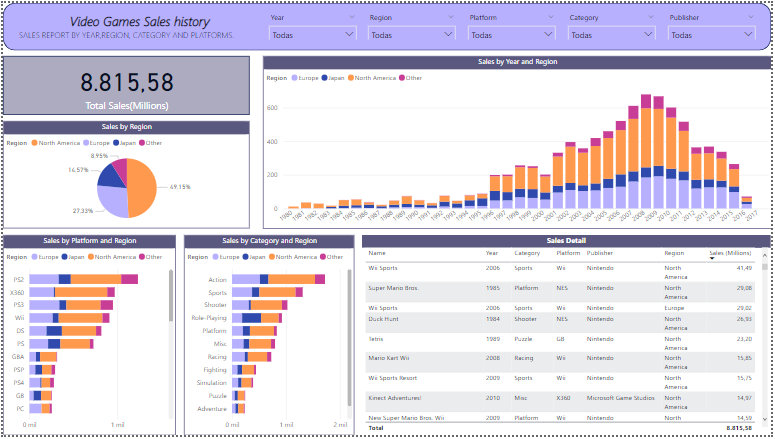 Video Games Sales history
SALES REPORT BY YEAR,REGION, CATEGORY AND PLATFORMS.
Year Region Platform Category Publisher
Todas Todas Todas Todas Todas
8.815,58
Total Sales(Millions)
Sales by Region
Region North America Europe Japan Other
8.95%
14,57%
49,15%
27,33%
Sales by Year and Region
Region Europe Japan North America Other
600
400
200
0
1980 1981 1982 1983 1984 1985 1986 1987 1988 1989 1990 1991 1992 1993 1994 1995 1996 1997 1998 1999 2000 2001 2002 2003 2004 2005 2006 2007 2008 2009 2010 2011 2012 2013 2014 2015 2016 2017
Sales by Platform and Region
Region Europe Japan North America Other
PS2
X360
PS3
Wii
DS
PS
GBA
PSP
PS4
GB
PC
0 mil 1 mil
Sales by Category and Region
Region Europe Japan North America Other
Action
Sports
Shooter
Role-Playing
Platform
Misc
Racing
Fighting
Simulation
Puzzle
Adventure
0 mil 1 mil 2 mil
Sales Detail
Name Year Category Platform Publisher Region Sales (Millions)
Wii Sports 2006 Sports Wii Nintendo North America 41,49
Super Mario Bros. 1985 Platform NES Nintendo North America 29,08
Wii Sports 2006 Sports Wii Nintendo Europe 29,02
Duck Hunt 1984 Shooter NES Nintendo North America 26,93
Tetris 1989 Puzzle GB Nintendo North America 23,20
Mario Kart Wii 2008 Racing Wii Nintendo North America 15,85
Wii Sports Resort 2009 Sports Wii Nintendo North America 15,75
Kinect Adventures! 2010 Misc X360 Microsoft Game Studios North America 14,97
New Super Mario Bros. Wii 2009 Platform Wii Nintendo North America 14,59
Total 8.815,58